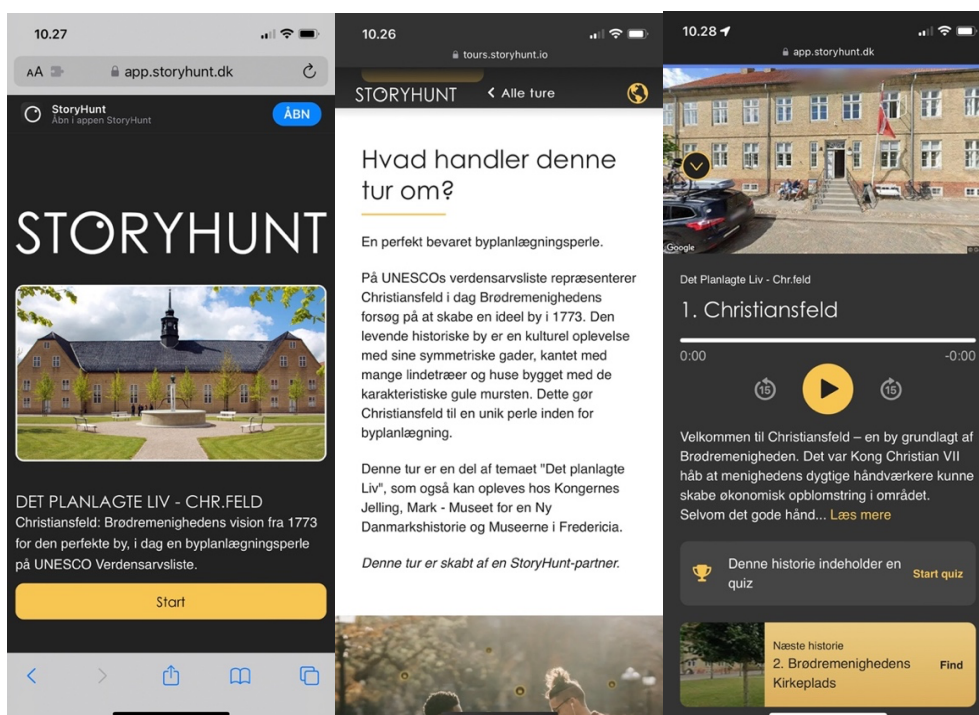 10.27
AA
app.storyhunt.dk
StoryHunt
Åbn i appen StoryHunt
ÅBN
STORYHUNT
DET PLANLAGTE LIV - CHR.FELD
Christiansfeld: Brødremenighedens vision fra 1773
for den perfekte by, i dag en byplanlægningsperle
på UNESCO Verdensarvsliste.
Start
10.26
tours.storyhunt.io
STORYHUNT
Alle ture
Hvad handler denne
tur om?
En perfekt bevaret byplanlægningsperle.
På UNESCOs verdensarvsliste repræsenterer
Christiansfeld i dag Brødremenighedens
forsøg på at skabe en ideel by i 1773. Den
levende historiske by er en kulturel oplevelse
med sine symmetriske gader, kantet med
mange lindetræer og huse bygget med de
karakteristiske gule mursten. Dette gør
Christiansfeld til en unik perle inden for
byplanlægning.
Denne tur er en del af temaet "Det planlagte
Liv", som også kan opleves hos Kongernes
Jelling, Mark - Museet for en Ny
Danmarkshistorie og Museerne i Fredericia.
Denne tur er skabt af en StoryHunt-partner.
10.28
app.storyhunt.dk
Google
Det Planlagte Liv - Chr.feld
1. Christiansfeld
0:00
-0:00
15
15
Velkommen til Christiansfeld – en by grundlagt af
Brødremenigheden. Det var Kong Christian VII
håb at menighedens dygtige håndværkere kunne
skabe økonomisk opblomstring i området.
Selvom det gode hånd... Læs mere
Denne historie indeholder en
quiz
Start quiz
Næste historie
2. Brødremenighedens
Kirkeplads
Find